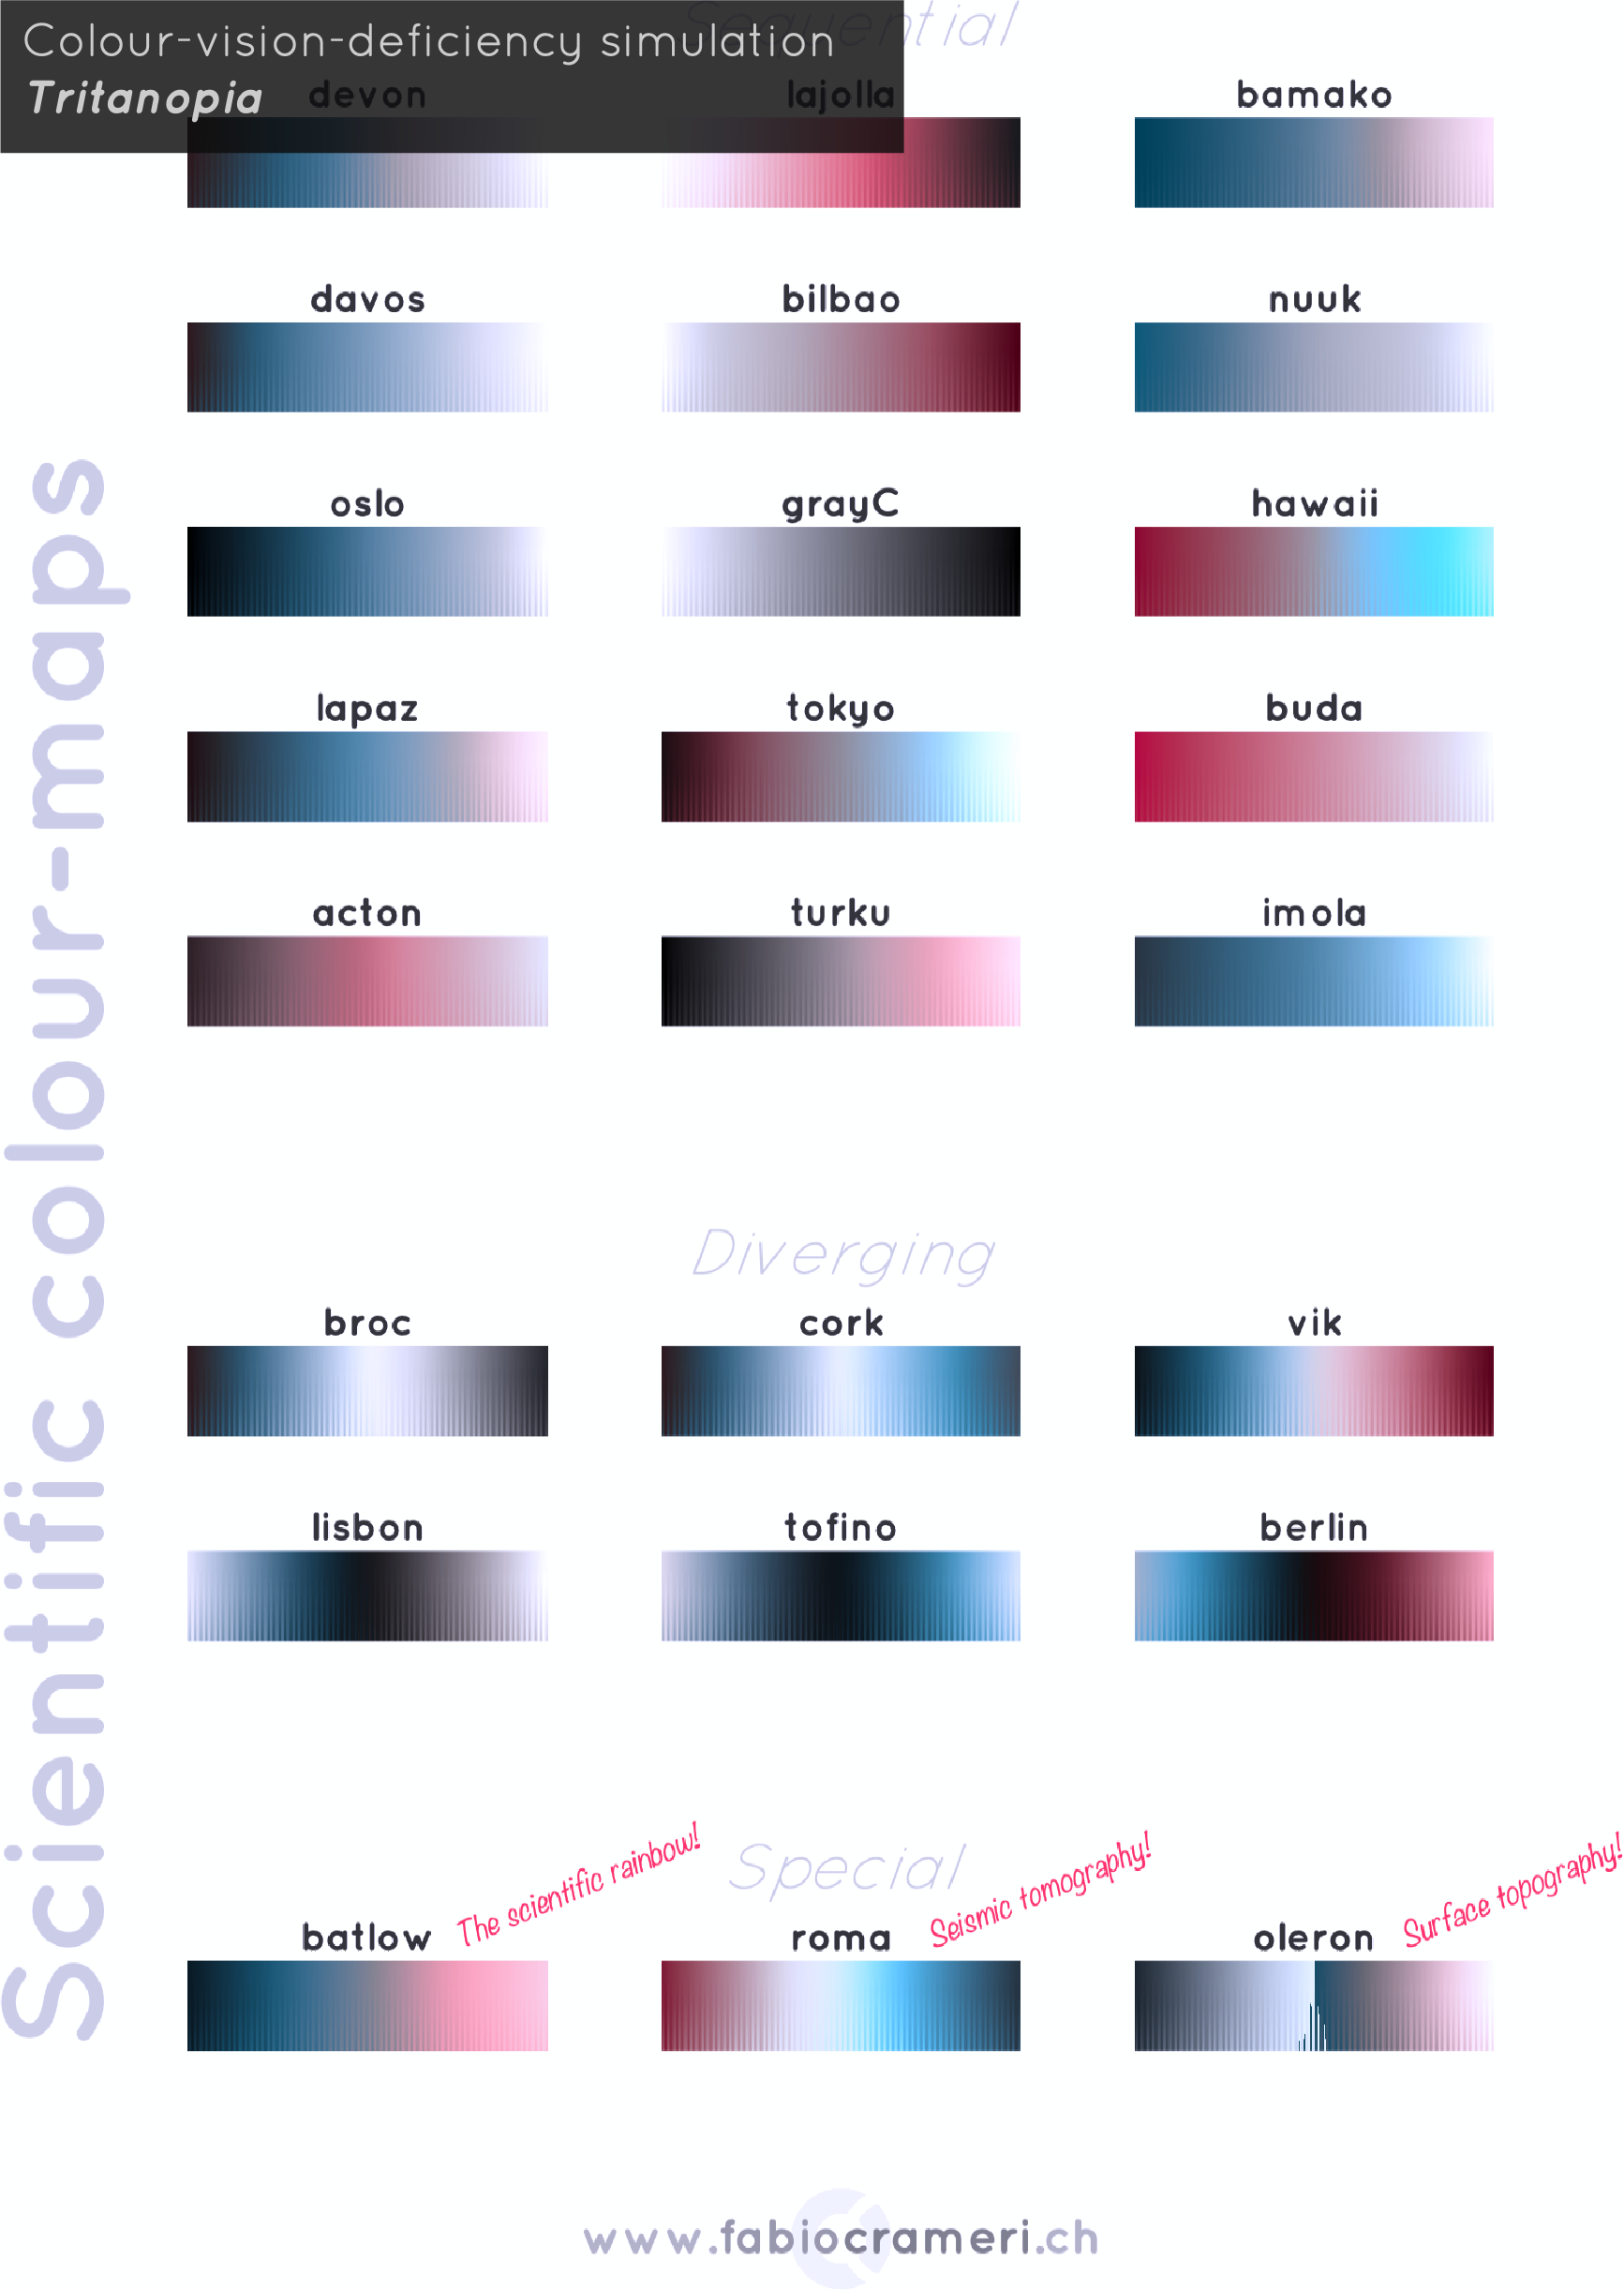 Colour-vision-deficiency simulation
Tritanopia
Sequential
devon
lajolla
bamako
davos
bilbao
nuuk
oslo
grayC
hawaii
lapaz
tokyo
buda
acton
turku
imola
Scientific colour-maps
Diverging
broc
cork
vik
lisbon
tofino
berlin
Special
batlow
The scientific rainbow!
roma
Seismic tomography!
oleron
Surface topography!
www.fabiocrameri.ch